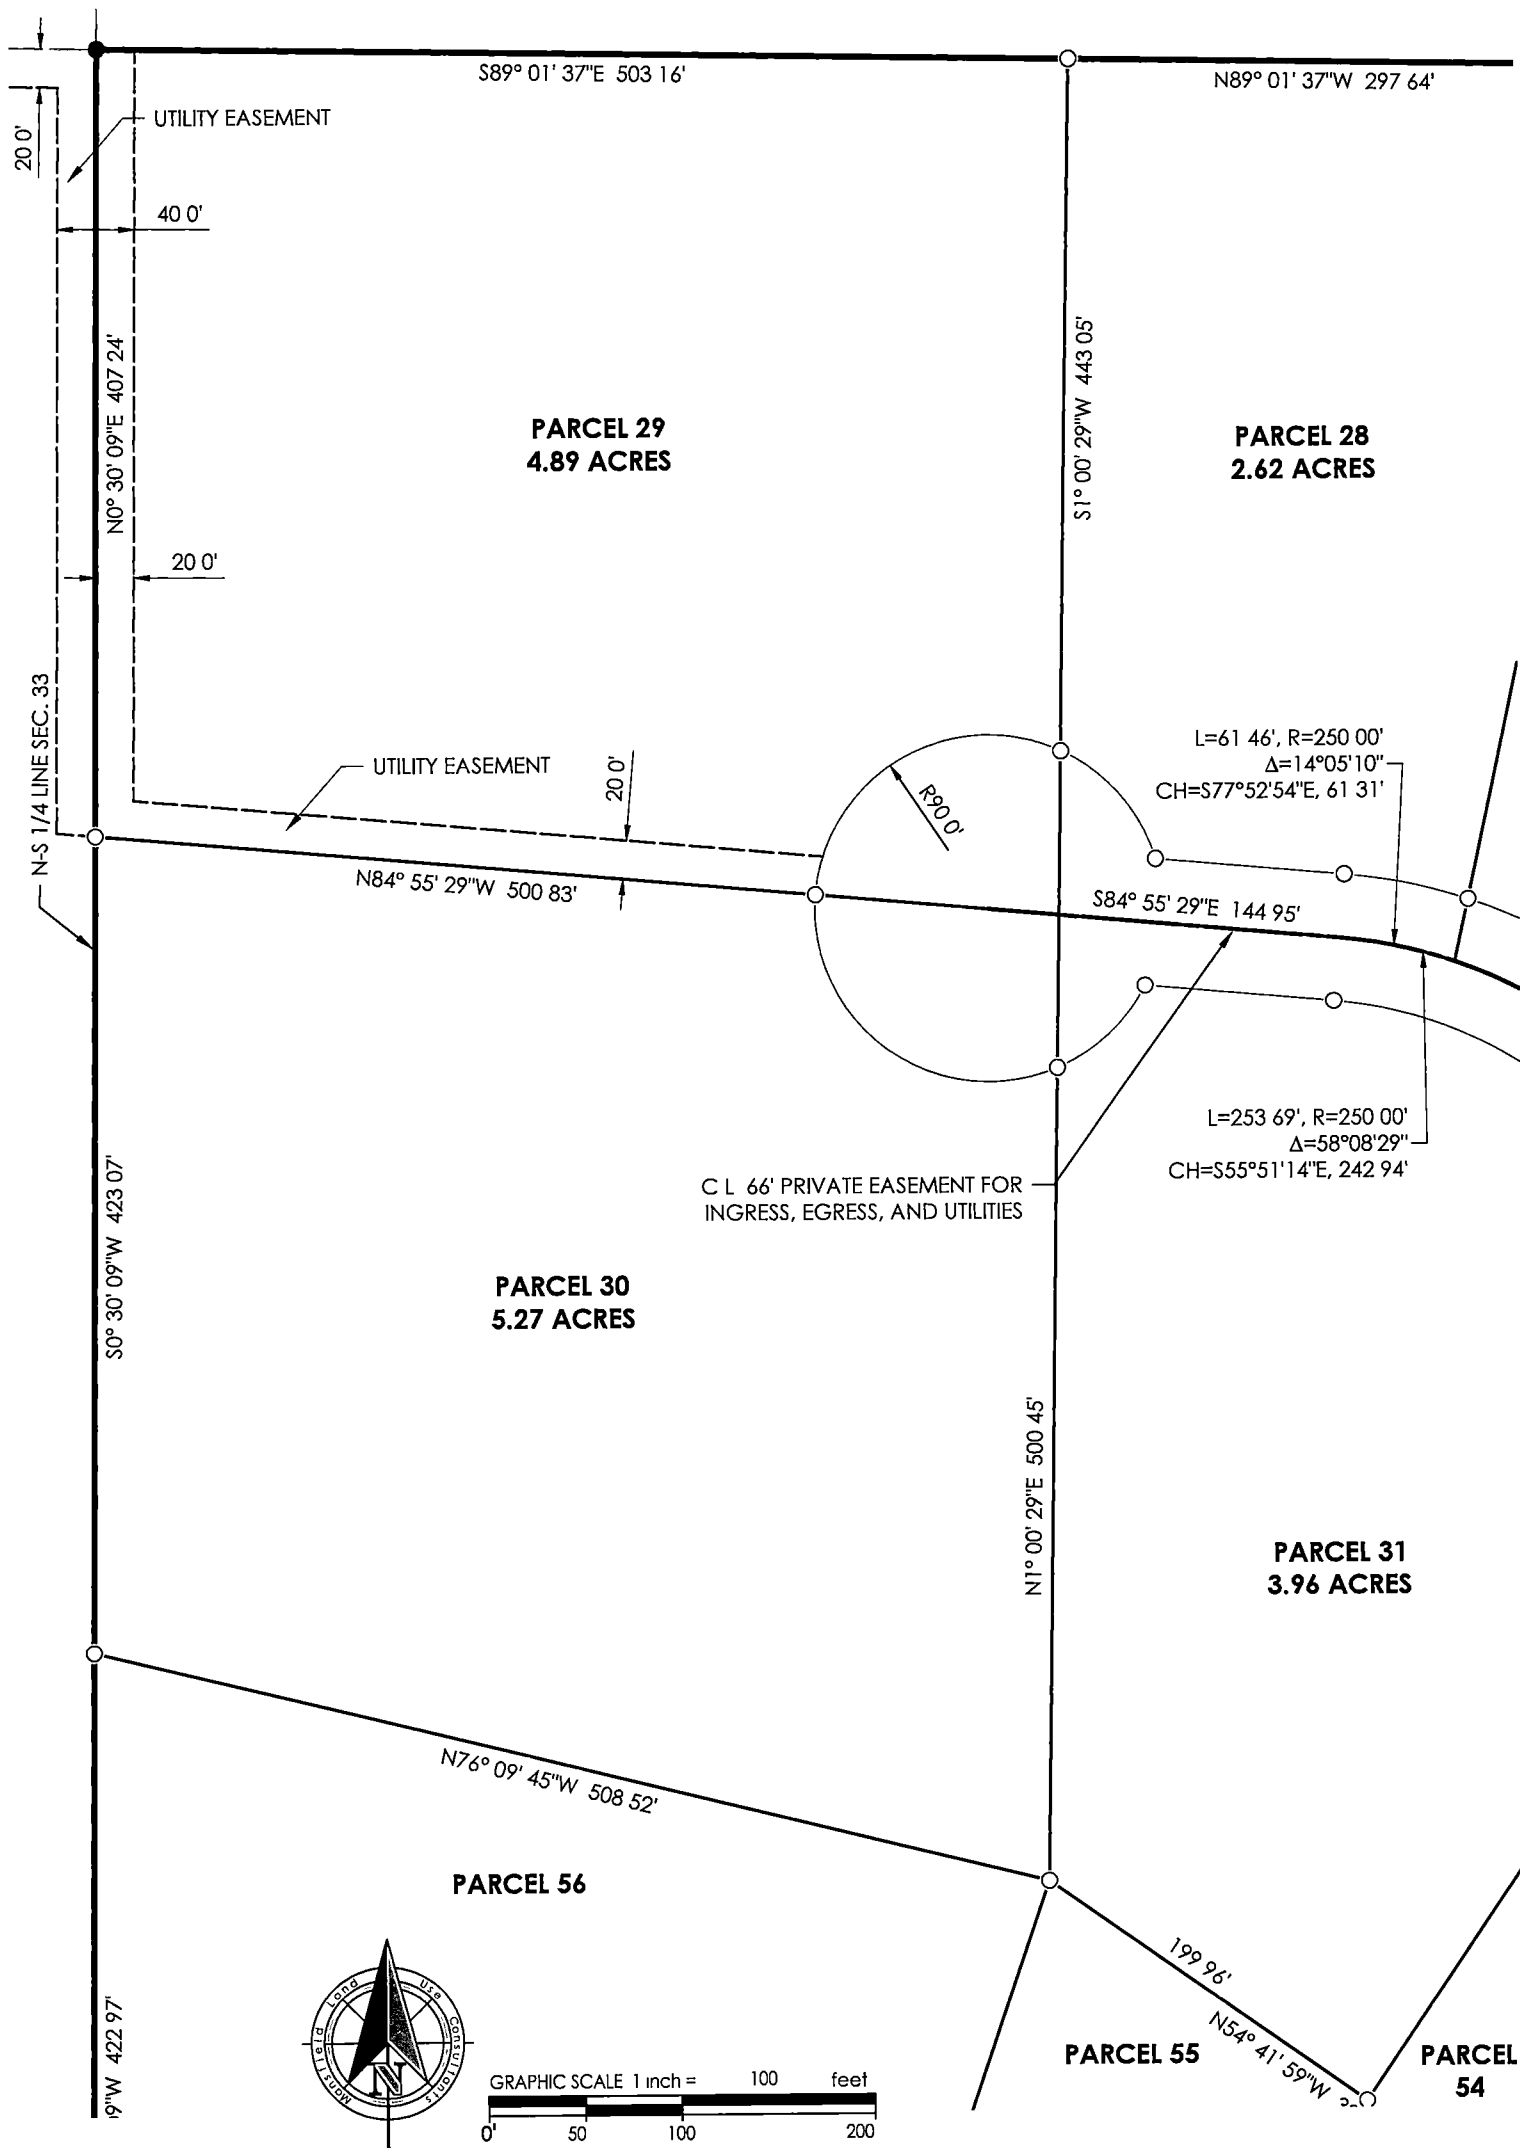 S89° 01' 37"E 503 16'
N89° 01' 37"W 297 64'
UTILITY EASEMENT
20 0'
40 0'
N0° 30' 09"E 407 24'
S1° 00' 29"W 443 05'
PARCEL 29
4.89 ACRES
PARCEL 28
2.62 ACRES
20 0'
N-S 1/4 LINE SEC. 33
UTILITY EASEMENT
20 0'
R90 0'
L=61 46', R=250 00'
Δ=14°05'10"
CH=S77°52'54"E, 61 31'
N84° 55' 29"W 500 83'
S84° 55' 29"E 144 95'
L=253 69', R=250 00'
Δ=58°08'29"
CH=S55°51'14"E, 242 94'
C L 66' PRIVATE EASEMENT FOR
INGRESS, EGRESS, AND UTILITIES
S0° 30' 09"W 423 07'
PARCEL 30
5.27 ACRES
N1° 00' 29"E 500 45'
PARCEL 31
3.96 ACRES
N76° 09' 45"W 508 52'
PARCEL 56
199 96'
N54° 41' 59"W
PARCEL 55
PARCEL
54
9"W 422 97'
Mansfield Land Use Consultants
N
GRAPHIC SCALE 1 inch = 100 feet
0' 50 100 200